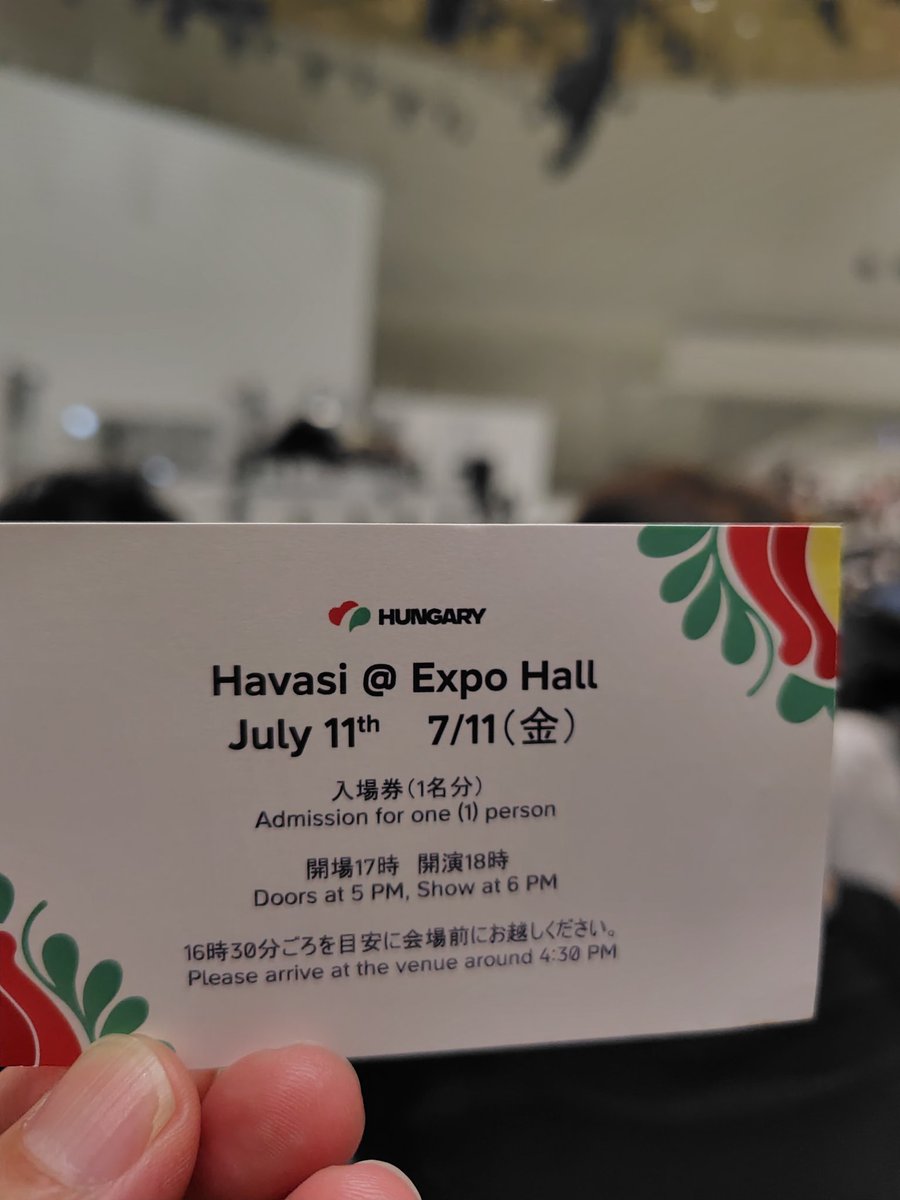 HUNGARY
Havasi @ Expo Hall
July 11th 7/11(金)
入場券(1名分)
Admission for one (1) person
開場17時 開演18時
Doors at 5 PM, Show at 6 PM
16時30分ごろを目安に会場前にお越しください。
Please arrive at the venue around 4:30 PM